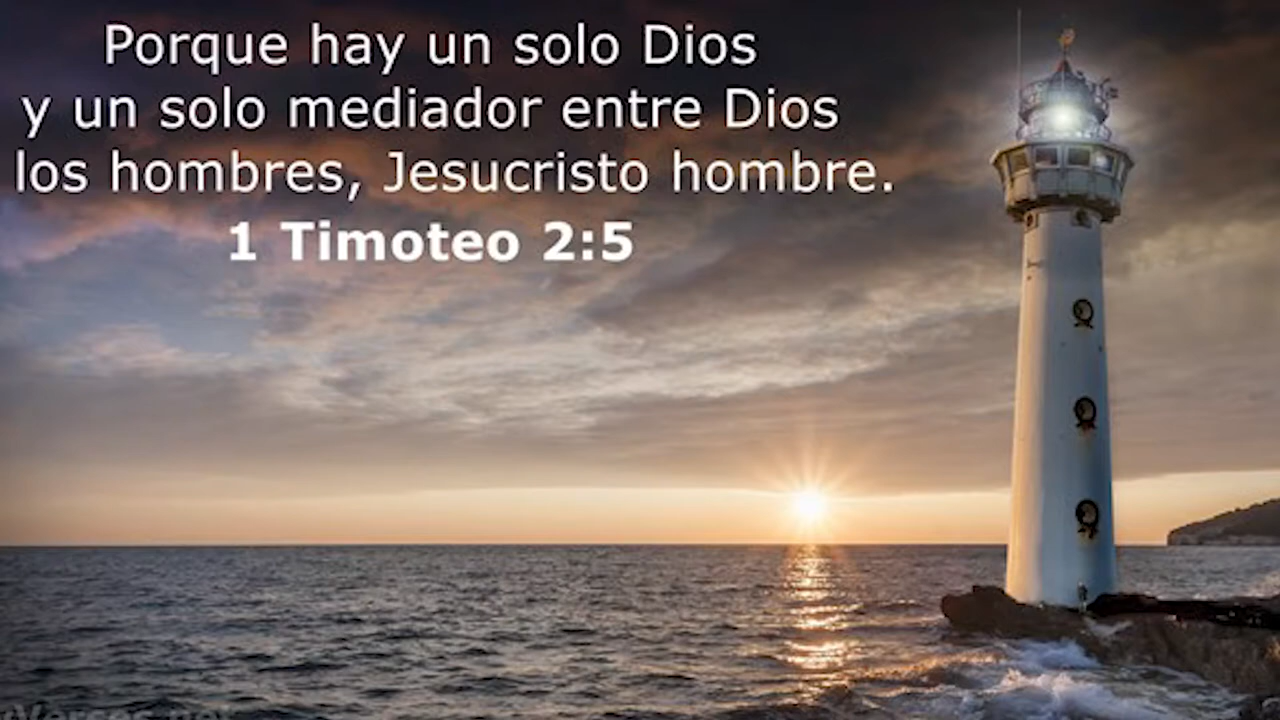 Porque hay un solo Dios
y un solo mediador entre Dios
los hombres, Jesucristo hombre.
1 Timoteo 2:5